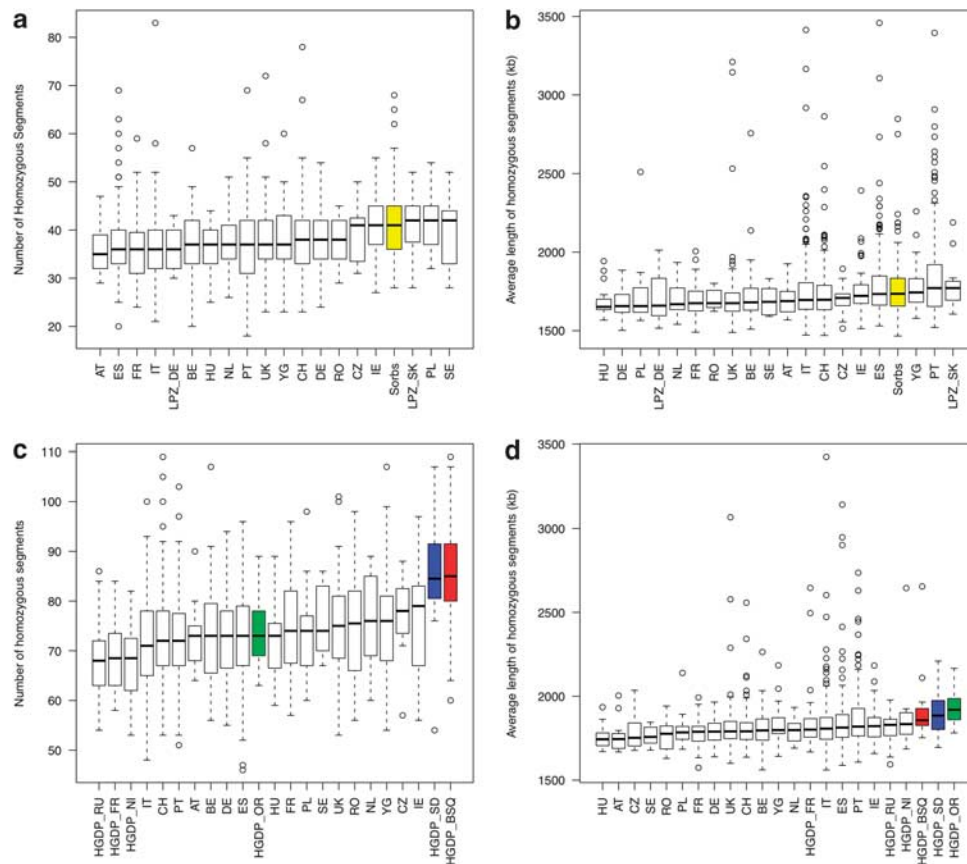 a
Number of Homozygous Segments
80
70
60
50
40
30
20
AT ES FR IT LPZ_DE BE HU NL PT UK YG CH DE RO CZ IE Sorbs LPZ_SK PL SE
b
Average length of homozygous segments (kb)
3500
3000
2500
2000
1500
HU DE PL LPZ_DE NL FR RO UK BE SE AT IT CH CZ IE ES Sorbs YG PT LPZ_SK
c
Number of homozygous segments
110
100
90
80
70
60
50
HGDP_RU HGDP_FR HGDP_NI IT CH PT AT BE DE ES HGDP_OR HU FR PL SE UK RO NL YG CZ IE HGDP_SD HGDP_BSQ
d
Average length of homozygous segments (kb)
3500
3000
2500
2000
1500
HU AT CZ SE RO PL FR DE UK CH BE YG NL HGDP_FR IT ES PT IE HGDP_RU HGDP_NI HGDP_BSQ HGDP_SD HGDP_OR